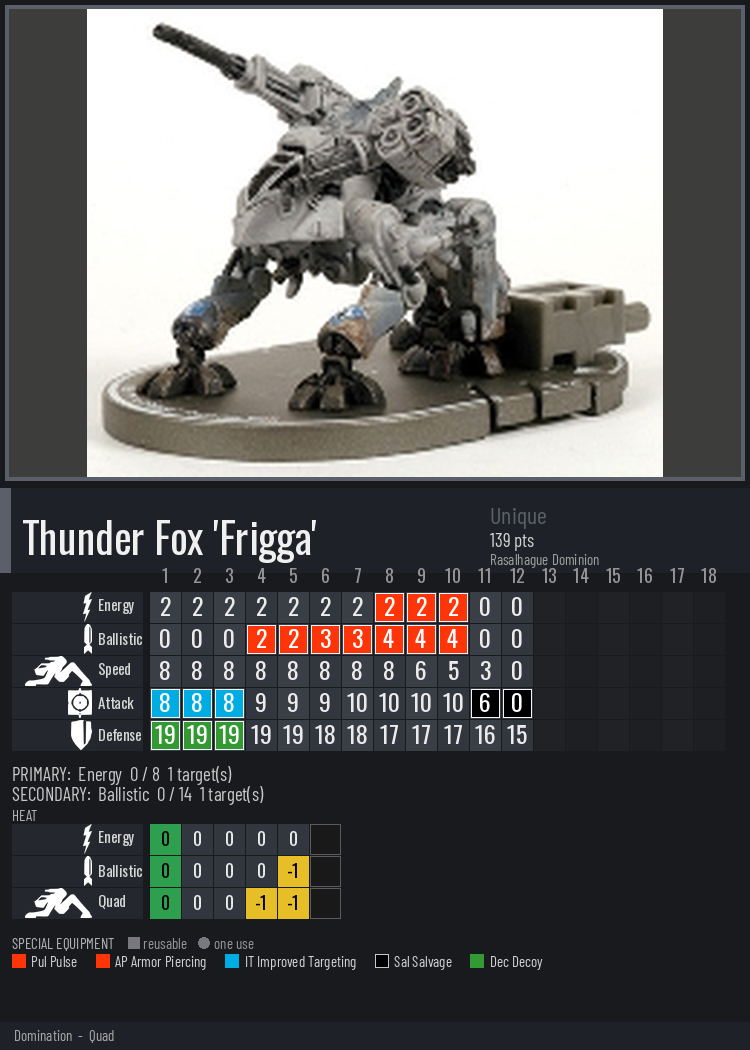 Thunder Fox 'Frigga'
Unique
139 pts
Rasalhague Dominion
1 2 3 4 5 6 7 8 9 10 11 12 13 14 15 16 17 18
Energy 2 2 2 2 2 2 2 2 2 2 0 0
Ballistic 0 0 0 2 2 3 3 4 4 4 0 0
Speed 8 8 8 8 8 8 8 8 6 5 3 0
Attack 8 8 8 9 9 9 10 10 10 10 6 0
Defense 19 19 19 19 19 18 18 17 17 17 16 15
PRIMARY: Energy 0 / 8 1 target(s)
SECONDARY: Ballistic 0 / 14 1 target(s)
HEAT
Energy 0 0 0 0 0
Ballistic 0 0 0 0 -1
Quad 0 0 0 -1 -1
SPECIAL EQUIPMENT reusable one use
Pul Pulse AP Armor Piercing IT Improved Targeting Sal Salvage Dec Decoy
Domination - Quad